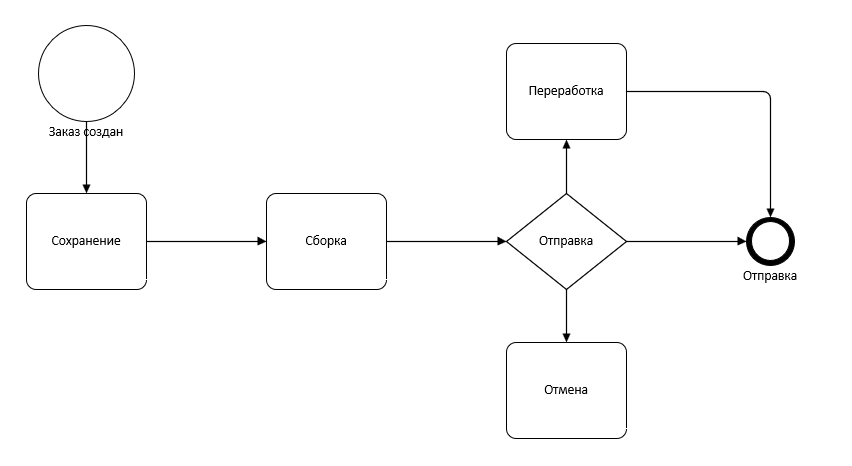 Переработка
Заказ создан
Сохранение
Сборка
Отправка
Отправка
Отмена